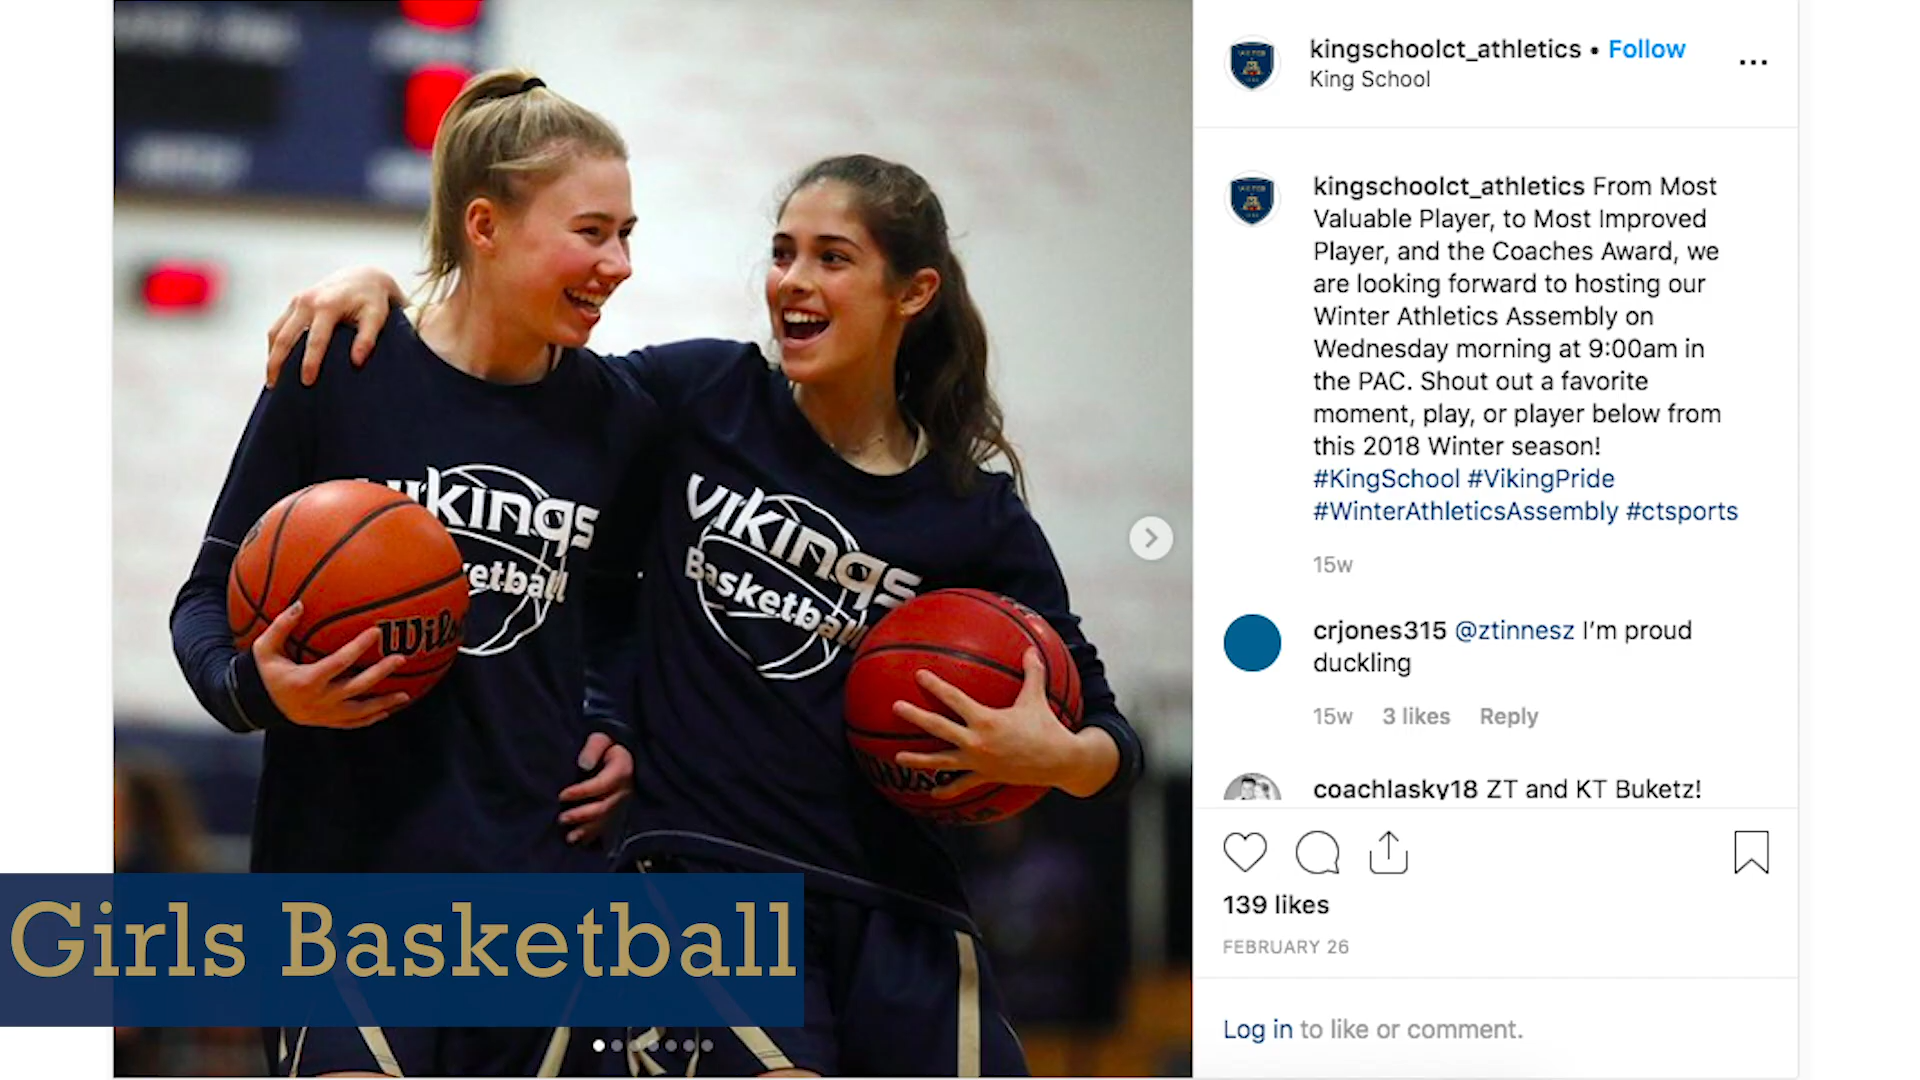 kingschoolct_athletics • Follow
King School
kingschoolct_athletics From Most
Valuable Player, to Most Improved
Player, and the Coaches Award, we
are looking forward to hosting our
Winter Athletics Assembly on
Wednesday morning at 9:00am in
the PAC. Shout out a favorite
moment, play, or player below from
this 2018 Winter season!
#KingSchool #VikingPride
#WinterAthleticsAssembly #ctsports
15w
crjones315 @ztinnesz I'm proud
duckling
15w 3 likes Reply
coachlasky18 ZT and KT Buketz!
139 likes
FEBRUARY 26
Log in to like or comment.
Vikings
Basketball
Wilson
Girls Basketball